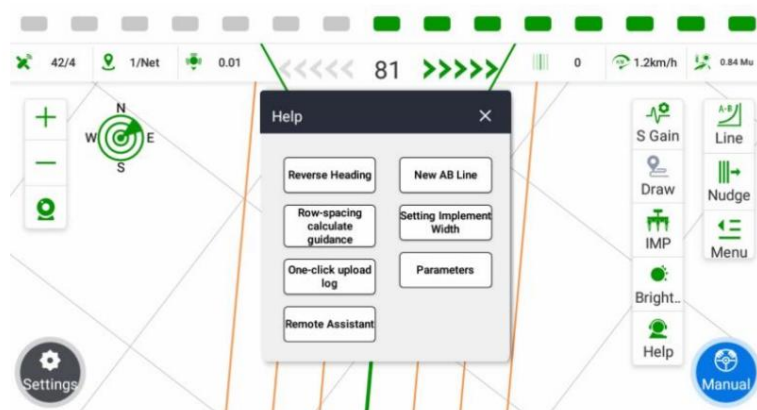 42/4
1/Net
0.01
<<<<< 81 >>>>>
0
1.2km/h
0.84 Mu
+
−
N
W E
S
Help ×
Reverse Heading
New AB Line
Row-spacing
calculate
guidance
Setting Implement
Width
One-click upload
log
Parameters
Remote Assistant
S Gain
Draw
IMP
Bright..
Help
A-B
Line
Nudge
Menu
Settings
Manual